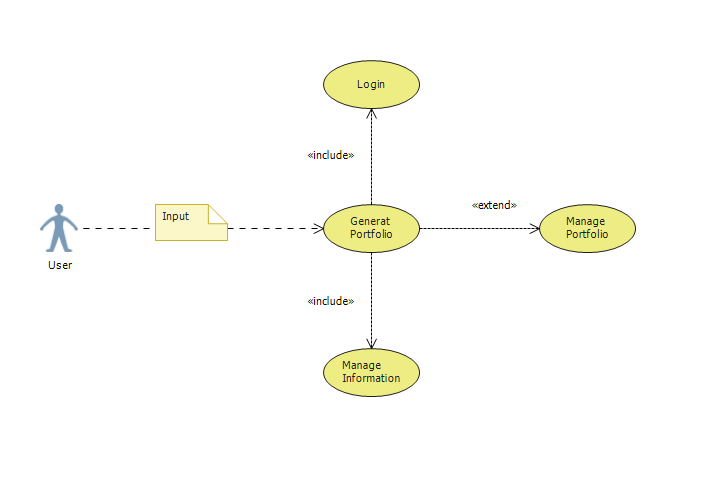 Login
«include»
«extend»
Input
Generat
Portfolio
Manage
Portfolio
User
«include»
Manage
Information